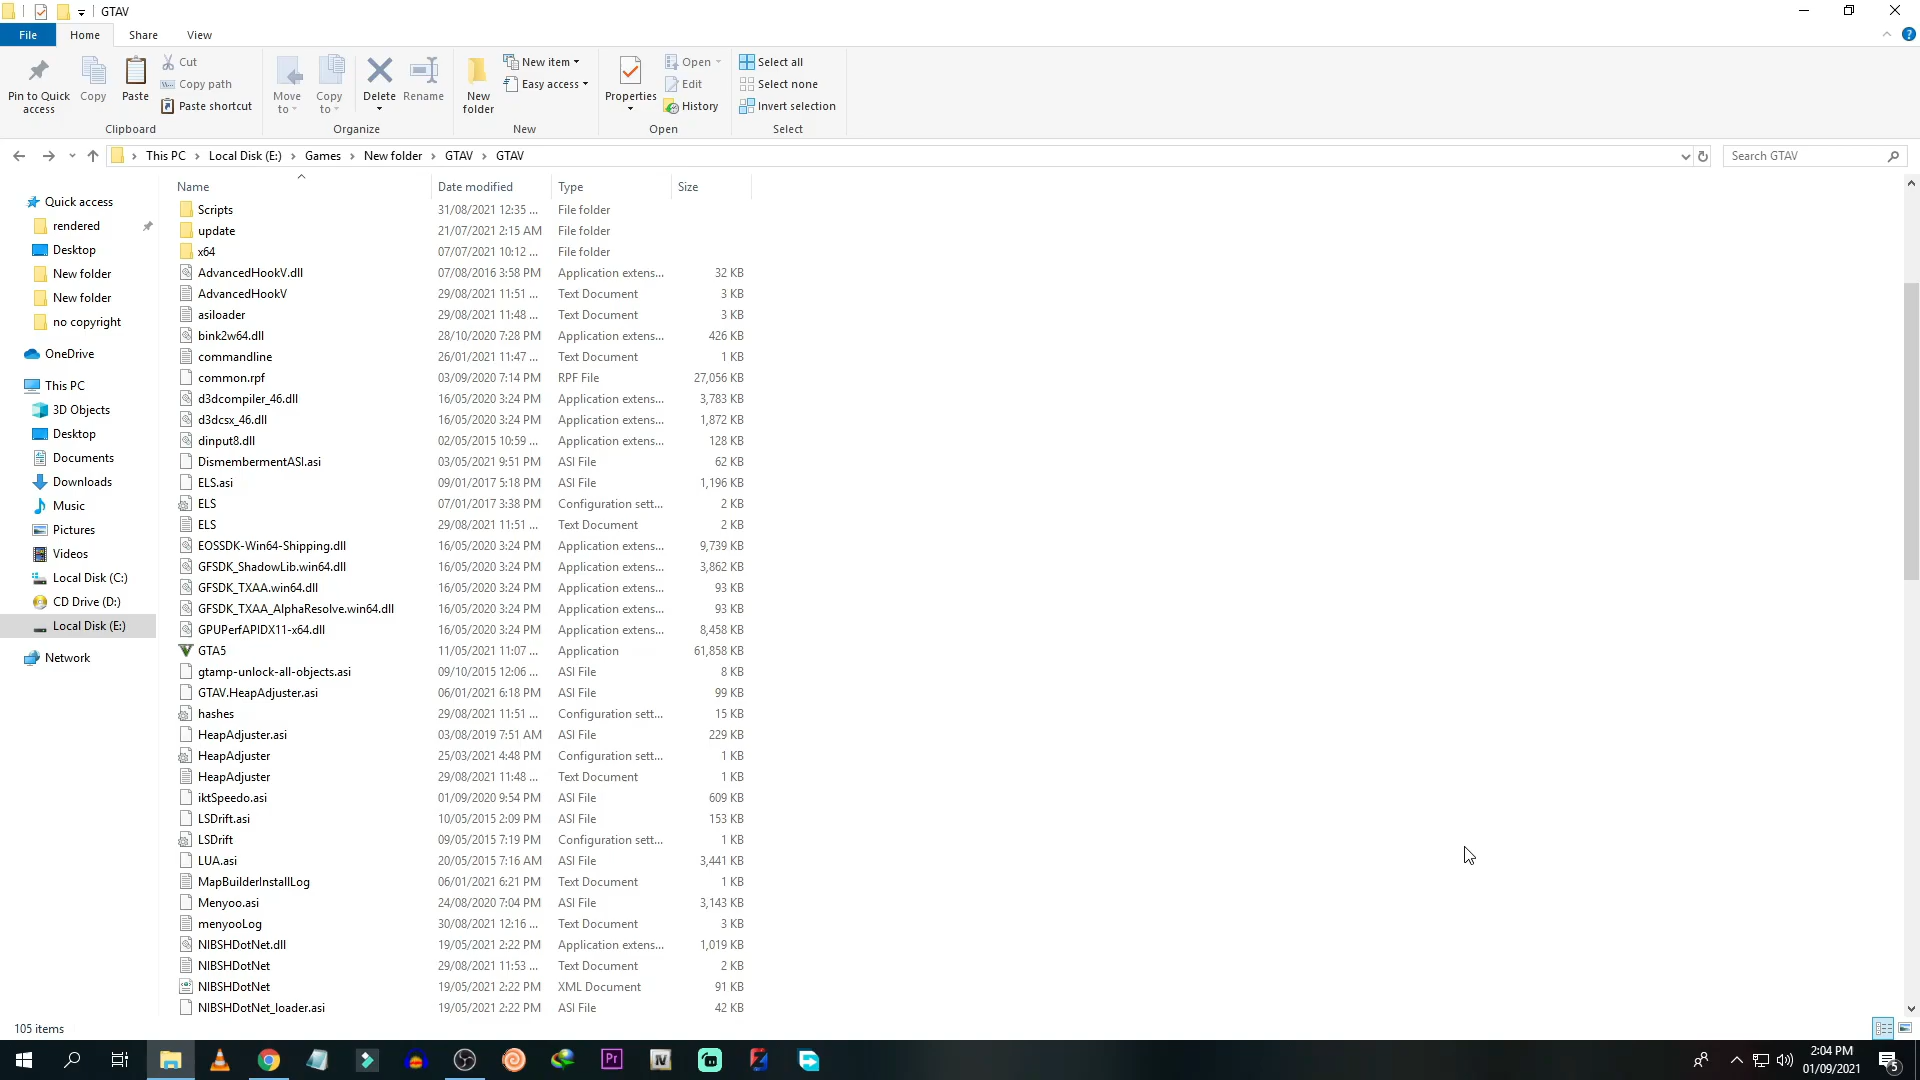 GTAV
File Home Share View
Pin to Quick access Copy Paste Cut Copy path Paste shortcut Move to Copy to Delete Rename New folder New item Easy access Properties Open Edit History Select all Select none Invert selection
Clipboard Organize New Open Select
This PC Local Disk (E:) Games New folder GTAV GTAV Search GTAV
Quick access
rendered
Desktop
New folder
New folder
no copyright
OneDrive
This PC
3D Objects
Desktop
Documents
Downloads
Music
Pictures
Videos
Local Disk (C:)
CD Drive (D:)
Local Disk (E:)
Network
Name Date modified Type Size
Scripts 31/08/2021 12:35 ... File folder
update 21/07/2021 2:15 AM File folder
x64 07/07/2021 10:12 ... File folder
AdvancedHookV.dll 07/08/2016 3:58 PM Application extens... 32 KB
AdvancedHookV 29/08/2021 11:51 ... Text Document 3 KB
asiloader 29/08/2021 11:48 ... Text Document 3 KB
bink2w64.dll 28/10/2020 7:28 PM Application extens... 426 KB
commandline 26/01/2021 11:47 ... Text Document 1 KB
common.rpf 03/09/2020 7:14 PM RPF File 27,056 KB
d3dcompiler_46.dll 16/05/2020 3:24 PM Application extens... 3,783 KB
d3dcsx_46.dll 16/05/2020 3:24 PM Application extens... 1,872 KB
dinput8.dll 02/05/2015 10:59 ... Application extens... 128 KB
DismembermentASI.asi 03/05/2021 9:51 PM ASI File 62 KB
ELS.asi 09/01/2017 5:18 PM ASI File 1,196 KB
ELS 07/01/2017 3:38 PM Configuration sett... 2 KB
ELS 29/08/2021 11:51 ... Text Document 2 KB
EOSSDK-Win64-Shipping.dll 16/05/2020 3:24 PM Application extens... 9,739 KB
GFSDK_ShadowLib.win64.dll 16/05/2020 3:24 PM Application extens... 3,862 KB
GFSDK_TXAA.win64.dll 16/05/2020 3:24 PM Application extens... 93 KB
GFSDK_TXAA_AlphaResolve.win64.dll 16/05/2020 3:24 PM Application extens... 93 KB
GPUPerfAPIDX11-x64.dll 16/05/2020 3:24 PM Application extens... 8,458 KB
GTA5 11/05/2021 11:07 ... Application 61,858 KB
gtamp-unlock-all-objects.asi 09/10/2015 12:06 ... ASI File 8 KB
GTAV.HeapAdjuster.asi 06/01/2021 6:18 PM ASI File 99 KB
hashes 29/08/2021 11:51 ... Configuration sett... 15 KB
HeapAdjuster.asi 03/08/2019 7:51 AM ASI File 229 KB
HeapAdjuster 25/03/2021 4:48 PM Configuration sett... 1 KB
HeapAdjuster 29/08/2021 11:48 ... Text Document 1 KB
iktSpeedo.asi 01/09/2020 9:54 PM ASI File 609 KB
LSDrift.asi 10/05/2015 2:09 PM ASI File 153 KB
LSDrift 09/05/2015 7:19 PM Configuration sett... 1 KB
LUA.asi 20/05/2015 7:16 AM ASI File 3,441 KB
MapBuilderInstallLog 06/01/2021 6:21 PM Text Document 1 KB
Menyoo.asi 24/08/2020 7:04 PM ASI File 3,143 KB
menyooLog 30/08/2021 12:16 ... Text Document 3 KB
NIBSHDotNet.dll 19/05/2021 2:22 PM Application extens... 1,019 KB
NIBSHDotNet 29/08/2021 11:53 ... Text Document 2 KB
NIBSHDotNet 19/05/2021 2:22 PM XML Document 91 KB
NIBSHDotNet_loader.asi 19/05/2021 2:22 PM ASI File 42 KB
105 items
Pr
IV
2:04 PM
01/09/2021
5